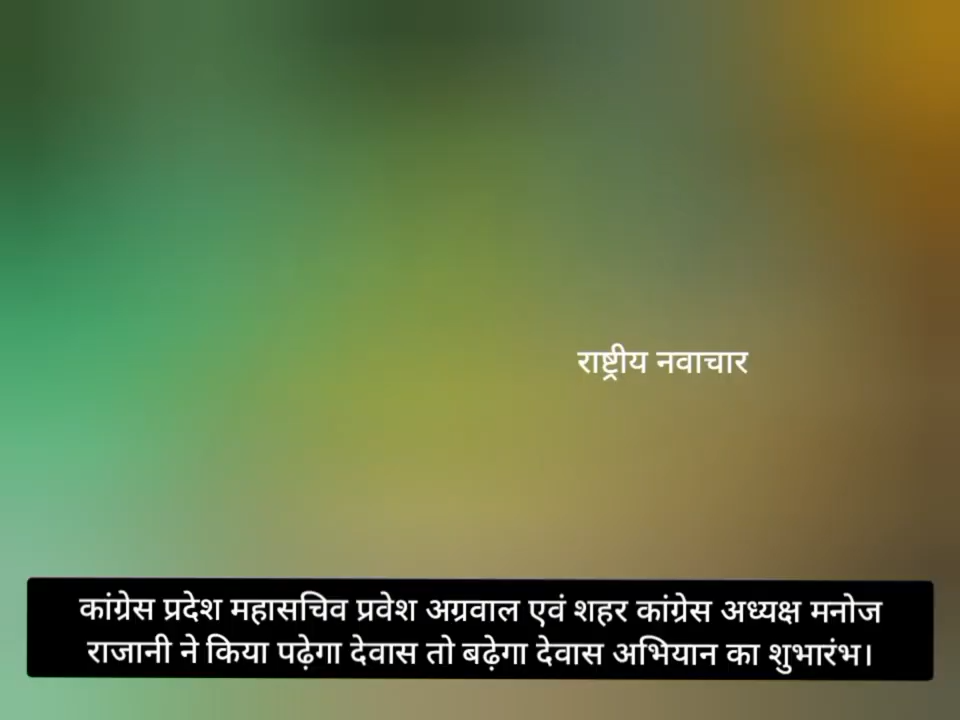 राष्ट्रीय नवाचार
कांग्रेस प्रदेश महासचिव प्रवेश अग्रवाल एवं शहर कांग्रेस अध्यक्ष मनोज
राजानी ने किया पढ़ेगा देवास तो बढ़ेगा देवास अभियान का शुभारंभ।